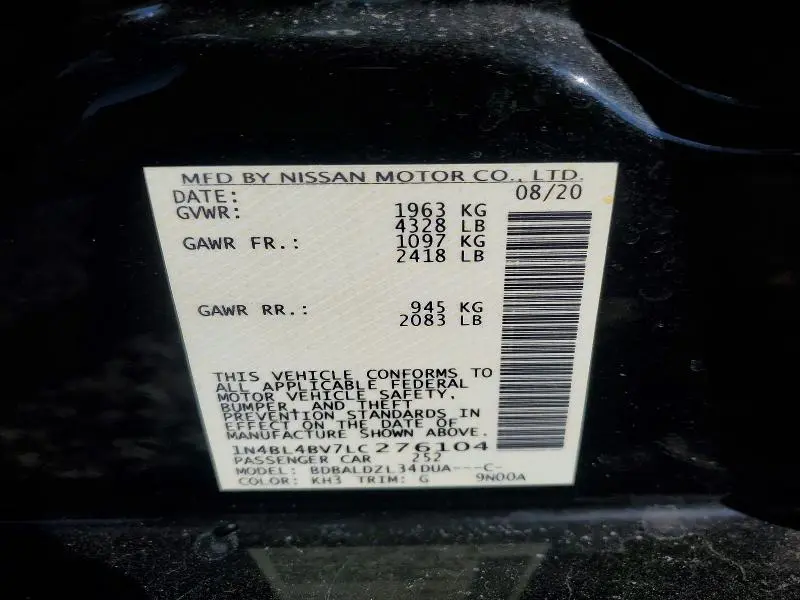 MFD BY NISSAN MOTOR CO., LTD.
DATE: 08/20
GVWR: 1963 KG
4328 LB
GAWR FR.: 1097 KG
2418 LB
GAWR RR.: 945 KG
2083 LB
THIS VEHICLE CONFORMS TO
ALL APPLICABLE FEDERAL
MOTOR VEHICLE SAFETY,
BUMPER, AND THEFT
PREVENTION STANDARDS IN
EFFECT ON THE DATE OF
MANUFACTURE SHOWN ABOVE.
1N4BL4BV7LC276104
PASSENGER CAR 252
MODEL: BDBALDZL34DUA---C-
COLOR: KH3 TRIM: G 9N00A